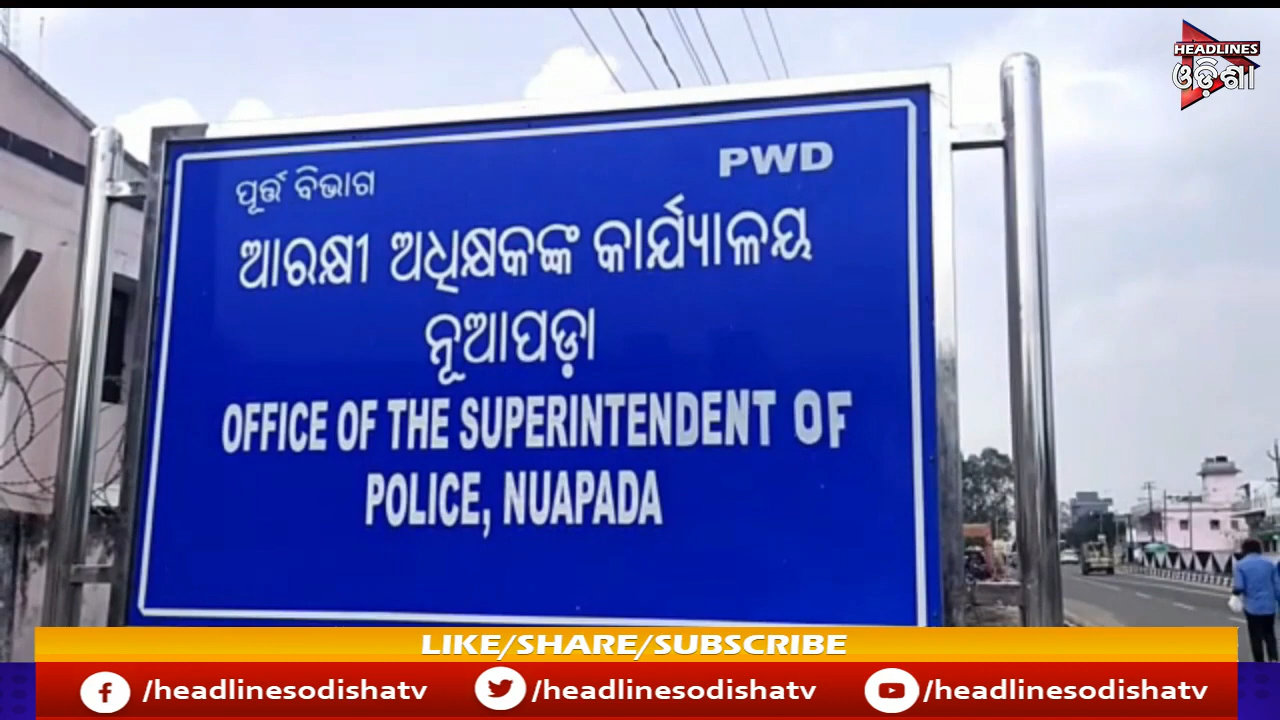 HEADLINES
ଓଡ଼ିଶା
ପୂର୍ତ୍ତ ବିଭାଗ
PWD
ଆରକ୍ଷୀ ଅଧିକ୍ଷକଙ୍କ କାର୍ଯ୍ୟାଳୟ
ନୂଆପଡ଼ା
OFFICE OF THE SUPERINTENDENT OF
POLICE, NUAPADA
LIKE/SHARE/SUBSCRIBE
/headlinesodishatv /headlinesodishatv /headlinesodishatv